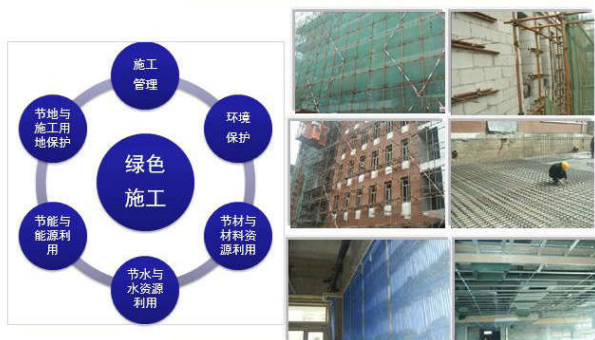 绿色
施工
施工
管理
环境
保护
节材与
材料资
源利用
节水与
水资源
利用
节能与
能源利
用
节地与
施工用
地保护